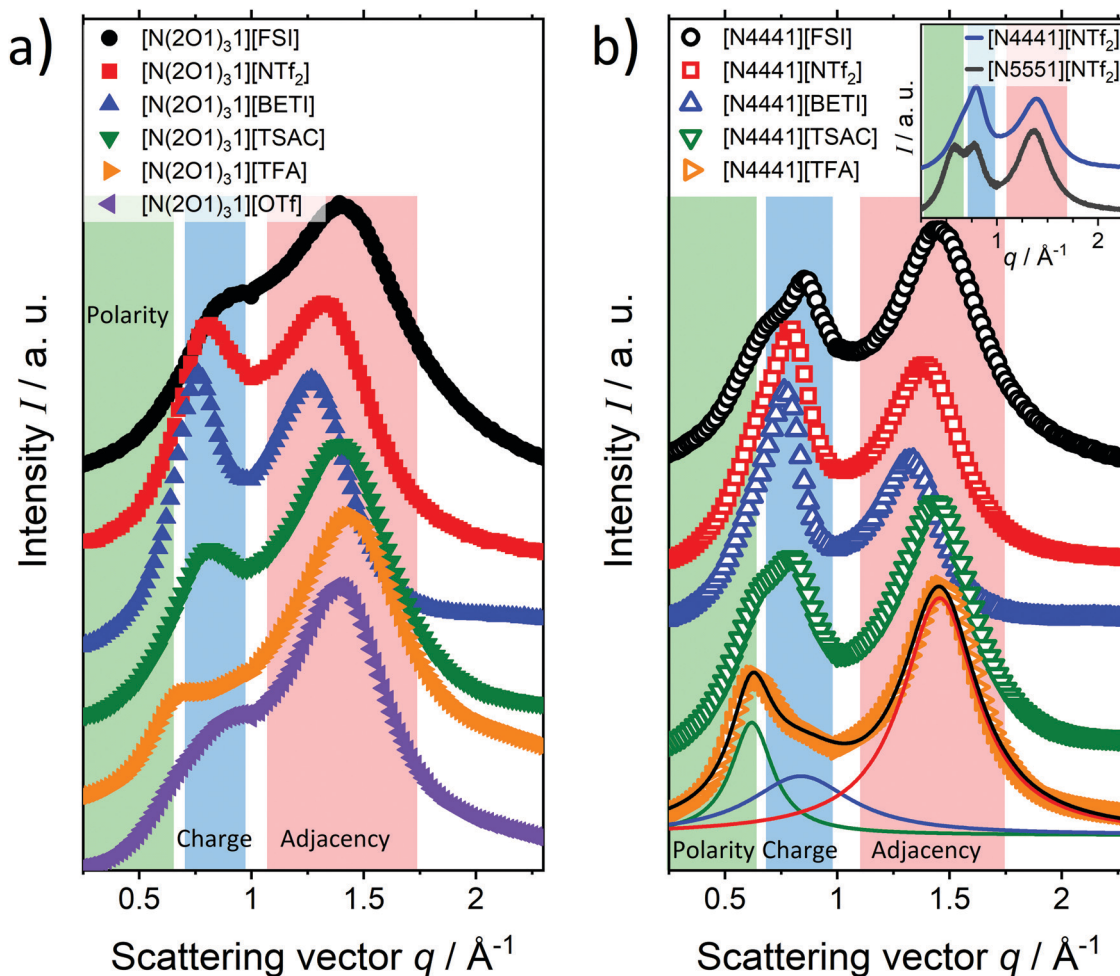 a)
[N(2O1)₃1][FSI]
[N(2O1)₃1][NTf₂]
[N(2O1)₃1][BETI]
[N(2O1)₃1][TSAC]
[N(2O1)₃1][TFA]
[N(2O1)₃1][OTf]
Polarity
Charge
Adjacency
Intensity I / a. u.
0.5 1 1.5 2
Scattering vector q / Å⁻¹
b)
[N4441][FSI]
[N4441][NTf₂]
[N4441][BETI]
[N4441][TSAC]
[N4441][TFA]
[N4441][NTf₂]
[N5551][NTf₂]
I / a. u.
1 2
q / Å⁻¹
Intensity I / a. u.
Polarity
Charge
Adjacency
0.5 1 1.5 2
Scattering vector q / Å⁻¹